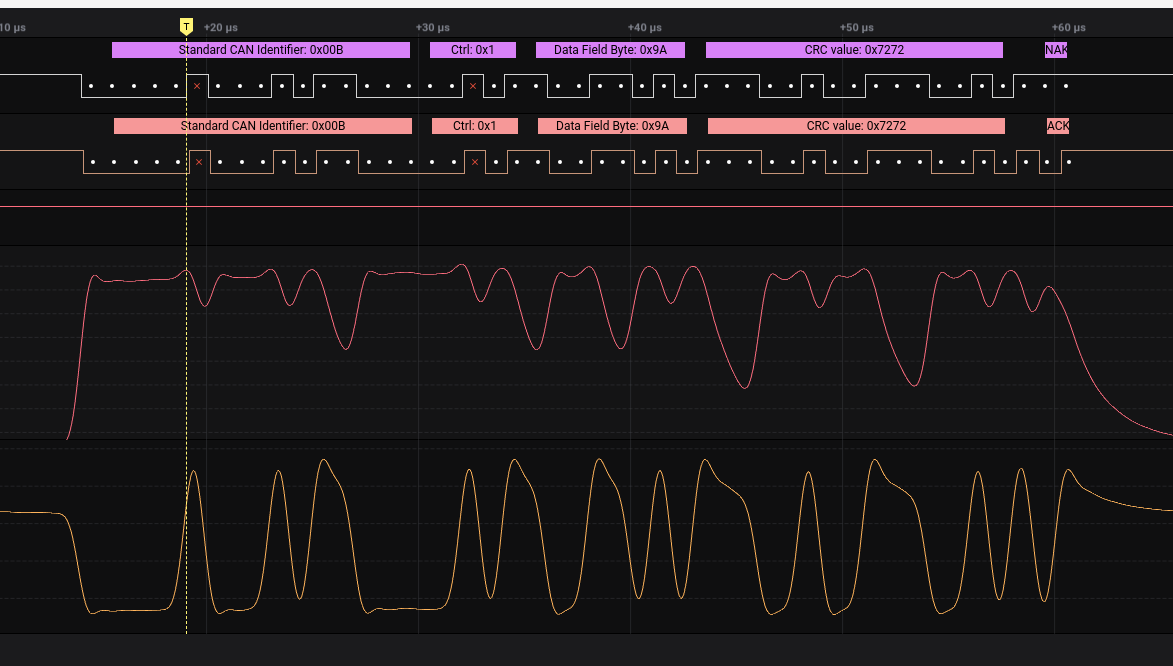 10 µs
T
+20 µs
+30 µs
+40 µs
+50 µs
+60 µs
Standard CAN Identifier: 0x00B
Ctrl: 0x1
Data Field Byte: 0x9A
CRC value: 0x7272
NAK
Standard CAN Identifier: 0x00B
Ctrl: 0x1
Data Field Byte: 0x9A
CRC value: 0x7272
ACK